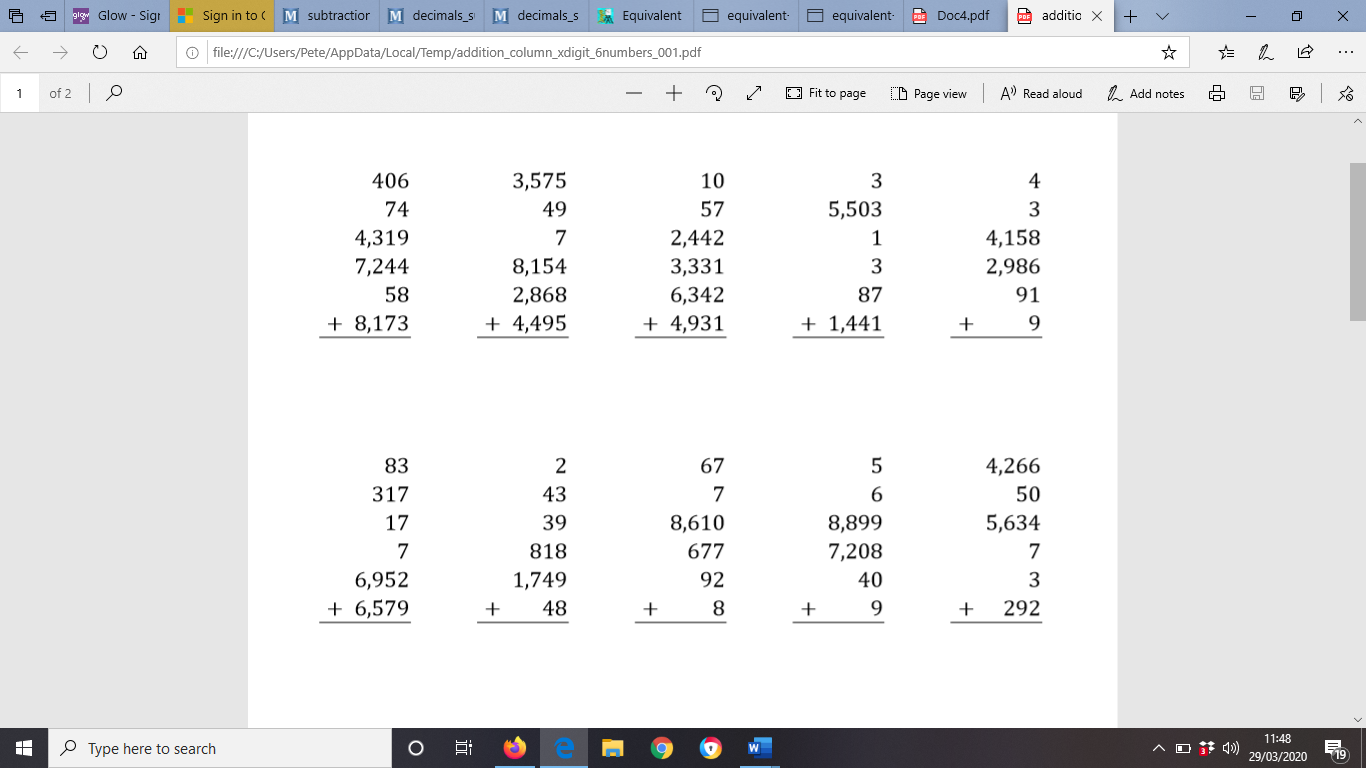 Glow - Sigr Sign in to C subtraction decimals_s decimals_s Equivalent equivalent- equivalent- Doc4.pdf additio
file:///C:/Users/Pete/AppData/Local/Temp/addition_column_xdigit_6numbers_001.pdf
1 of 2 Fit to page Page view Read aloud Add notes
406 3,575 10 3 4
74 49 57 5,503 3
4,319 7 2,442 1 4,158
7,244 8,154 3,331 3 2,986
58 2,868 6,342 87 91
+ 8,173 + 4,495 + 4,931 + 1,441 + 9
83 2 67 5 4,266
317 43 7 6 50
17 39 8,610 8,899 5,634
7 818 677 7,208 7
6,952 1,749 92 40 3
+ 6,579 + 48 + 8 + 9 + 292
Type here to search 11:48
29/03/2020 19